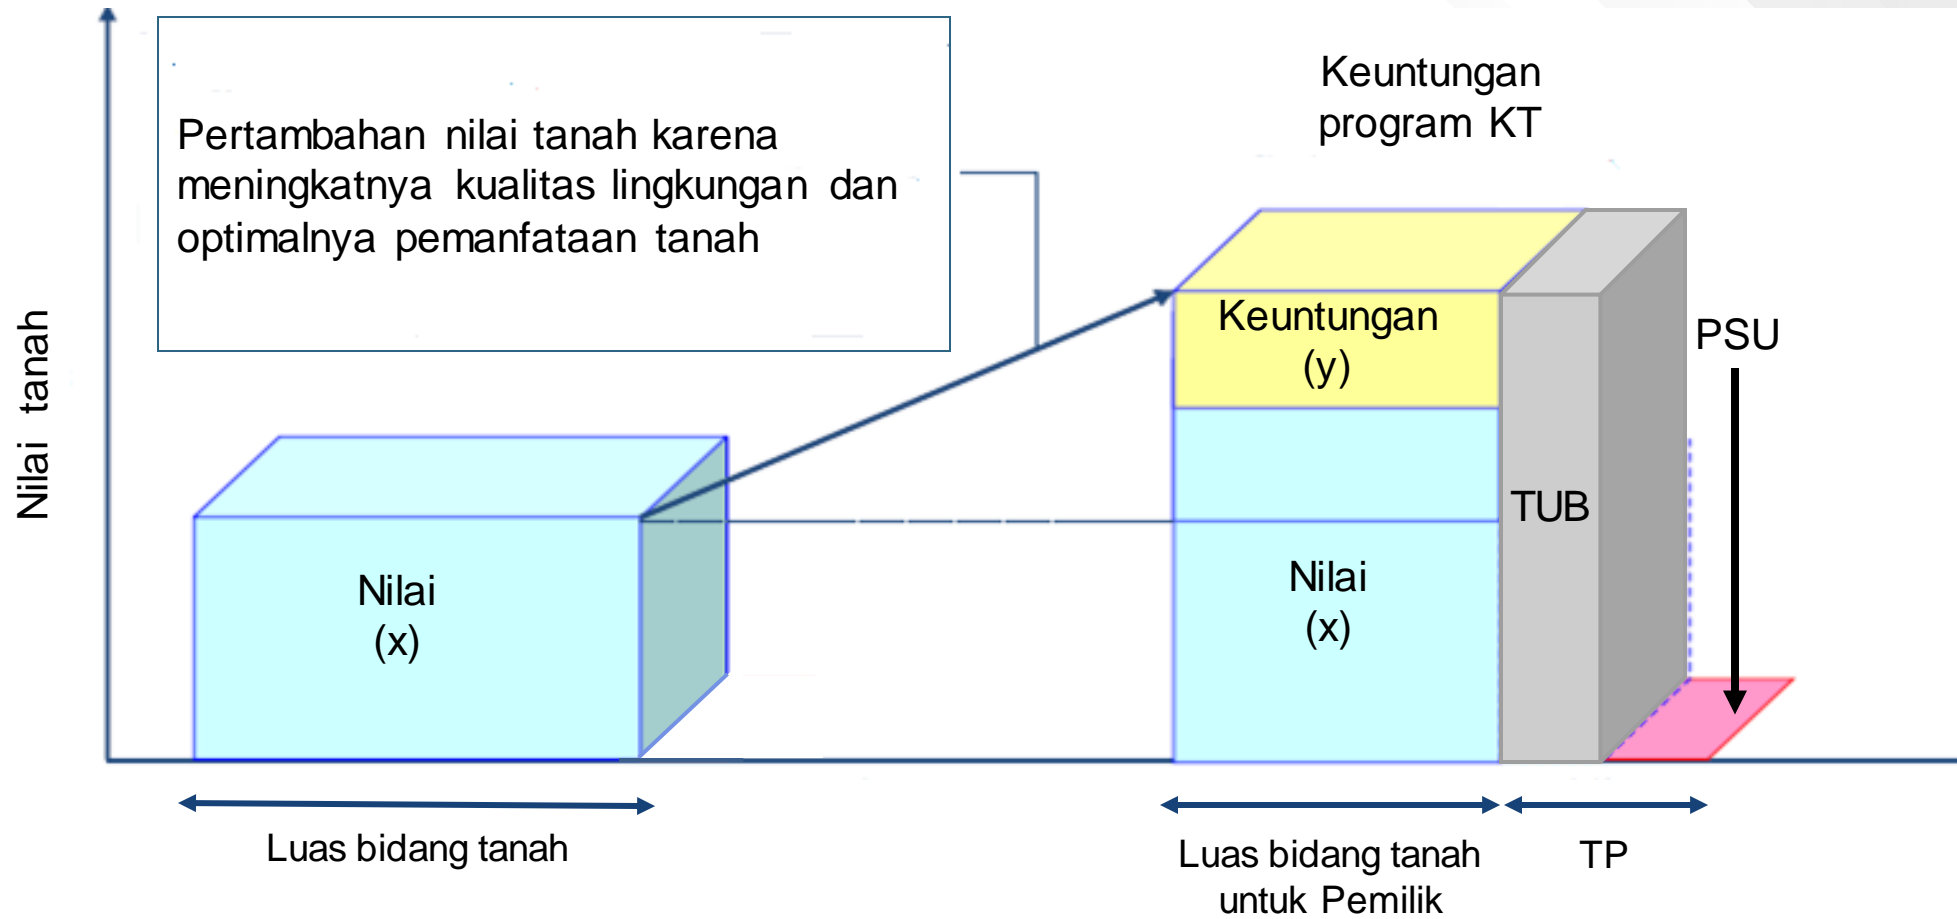 Pertambahan nilai tanah karena
meningkatnya kualitas lingkungan dan
optimalnya pemanfataan tanah
Keuntungan
program KT
Nilai tanah
Keuntungan
(y)
PSU
TUB
Nilai
(x)
Nilai
(x)
Luas bidang tanah
Luas bidang tanah
untuk Pemilik
TP